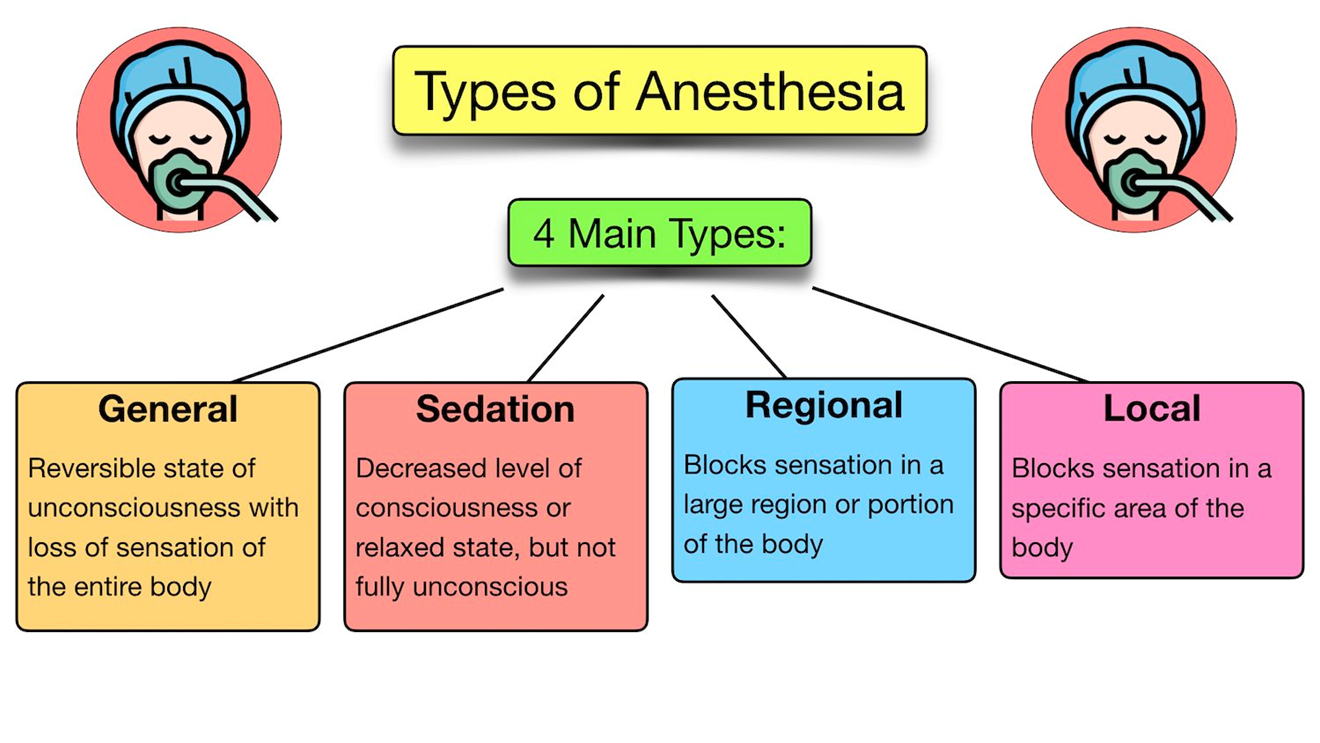 Types of Anesthesia
4 Main Types:
General
Reversible state of
unconsciousness with
loss of sensation of
the entire body
Sedation
Decreased level of
consciousness or
relaxed state, but not
fully unconscious
Regional
Blocks sensation in a
large region or portion
of the body
Local
Blocks sensation in a
specific area of the
body